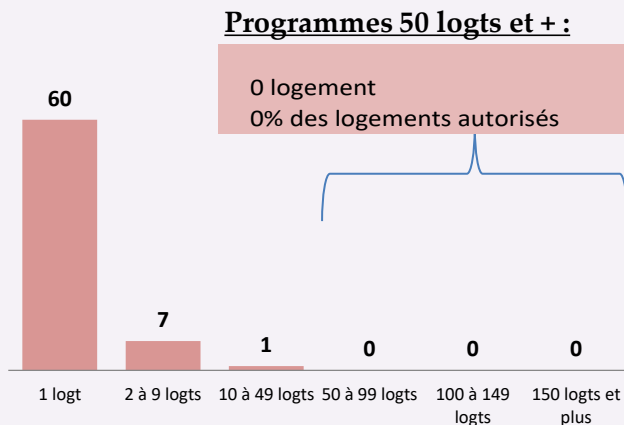 Programmes 50 logts et + :
0 logement
0% des logements autorisés
60
7
1
0
0
0
1 logt
2 à 9 logts
10 à 49 logts
50 à 99 logts
100 à 149
logts
150 logts et
plus